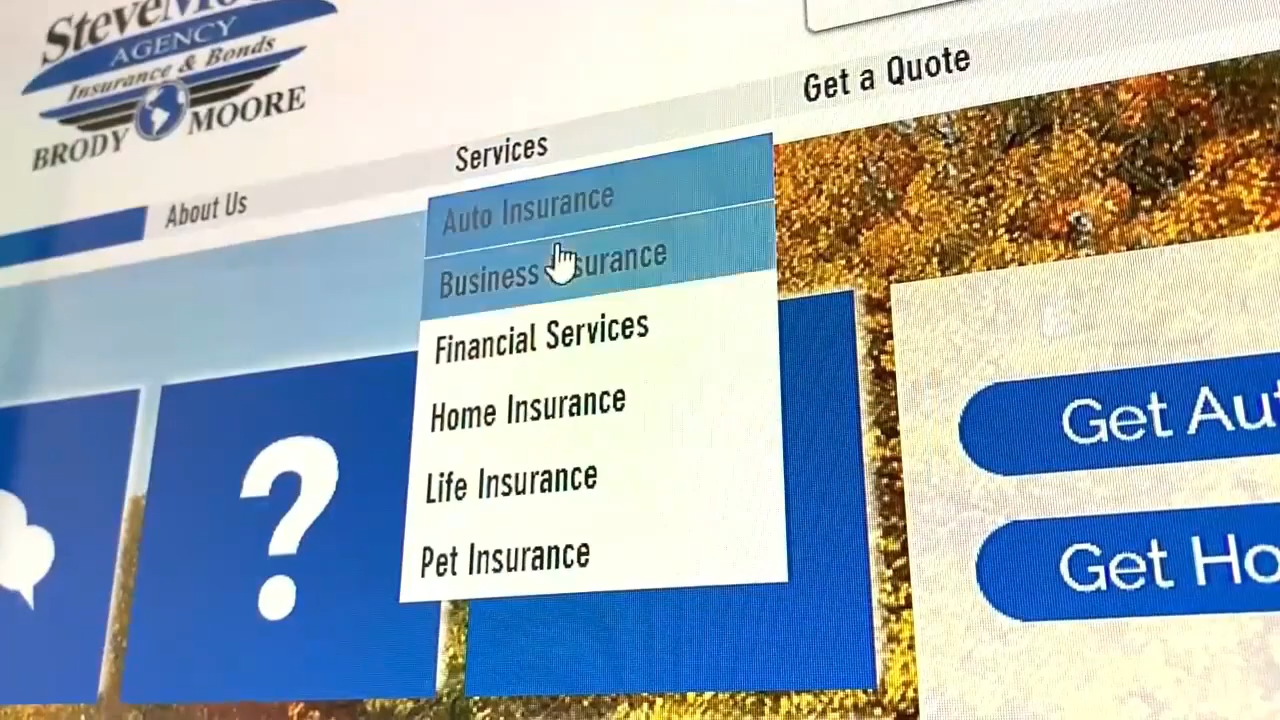 Steve
AGENCY
Insurance & Bonds
BRODY MOORE
About Us
Services
Get a Quote
Auto Insurance
Business Insurance
Financial Services
Home Insurance
Life Insurance
Pet Insurance
?
Get Au
Get Ho